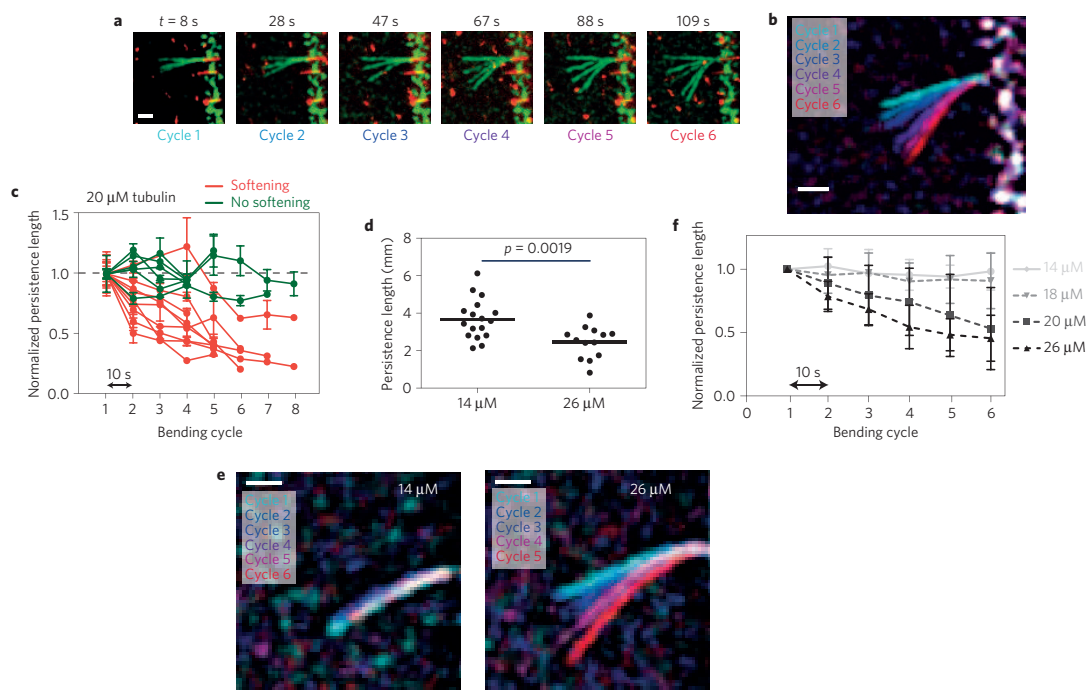 a
t = 8 s 28 s 47 s 67 s 88 s 109 s
Cycle 1 Cycle 2 Cycle 3 Cycle 4 Cycle 5 Cycle 6
b
Cycle 1
Cycle 2
Cycle 3
Cycle 4
Cycle 5
Cycle 6
c
20 μM tubulin
Softening
No softening
Normalized persistence length
1.5
1.0
0.5
0.0
10 s
1 2 3 4 5 6 7 8
Bending cycle
d
p = 0.0019
Persistence length (mm)
8
6
4
2
0
14 μM 26 μM
f
Normalized persistence length
1.0
0.5
0.0
14 μM
18 μM
20 μM
26 μM
10 s
0 1 2 3 4 5 6
Bending cycle
e
14 μM
Cycle 1
Cycle 2
Cycle 3
Cycle 4
Cycle 5
Cycle 6
26 μM
Cycle 1
Cycle 2
Cycle 3
Cycle 4
Cycle 5